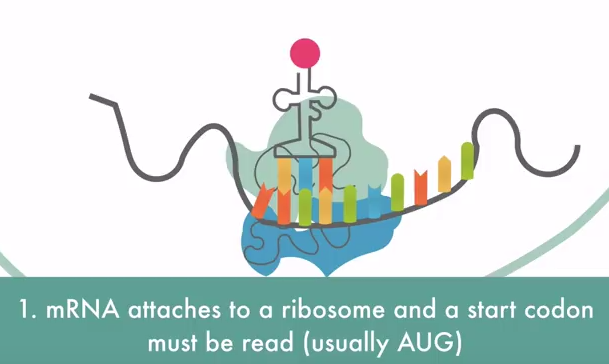 1. mRNA attaches to a ribosome and a start codon
must be read (usually AUG)